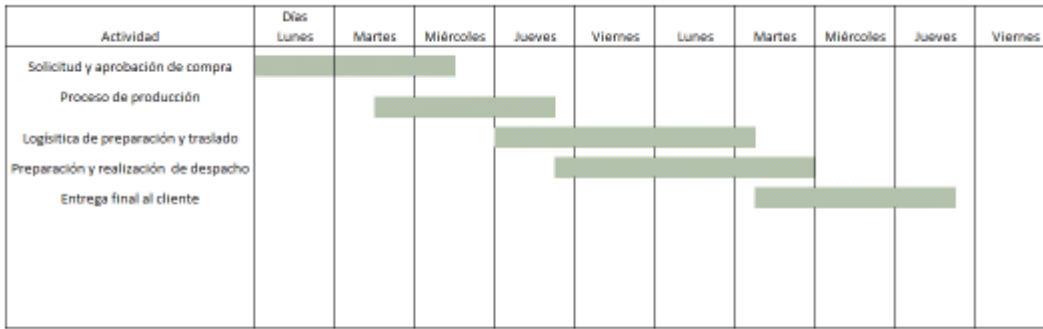 Días
Actividad Lunes Martes Miércoles Jueves Viernes Lunes Martes Miércoles Jueves Viernes
Solicitud y aprobación de compra
Proceso de producción
Logísitica de preparación y traslado
Preparación y realización de despacho
Entrega final al cliente